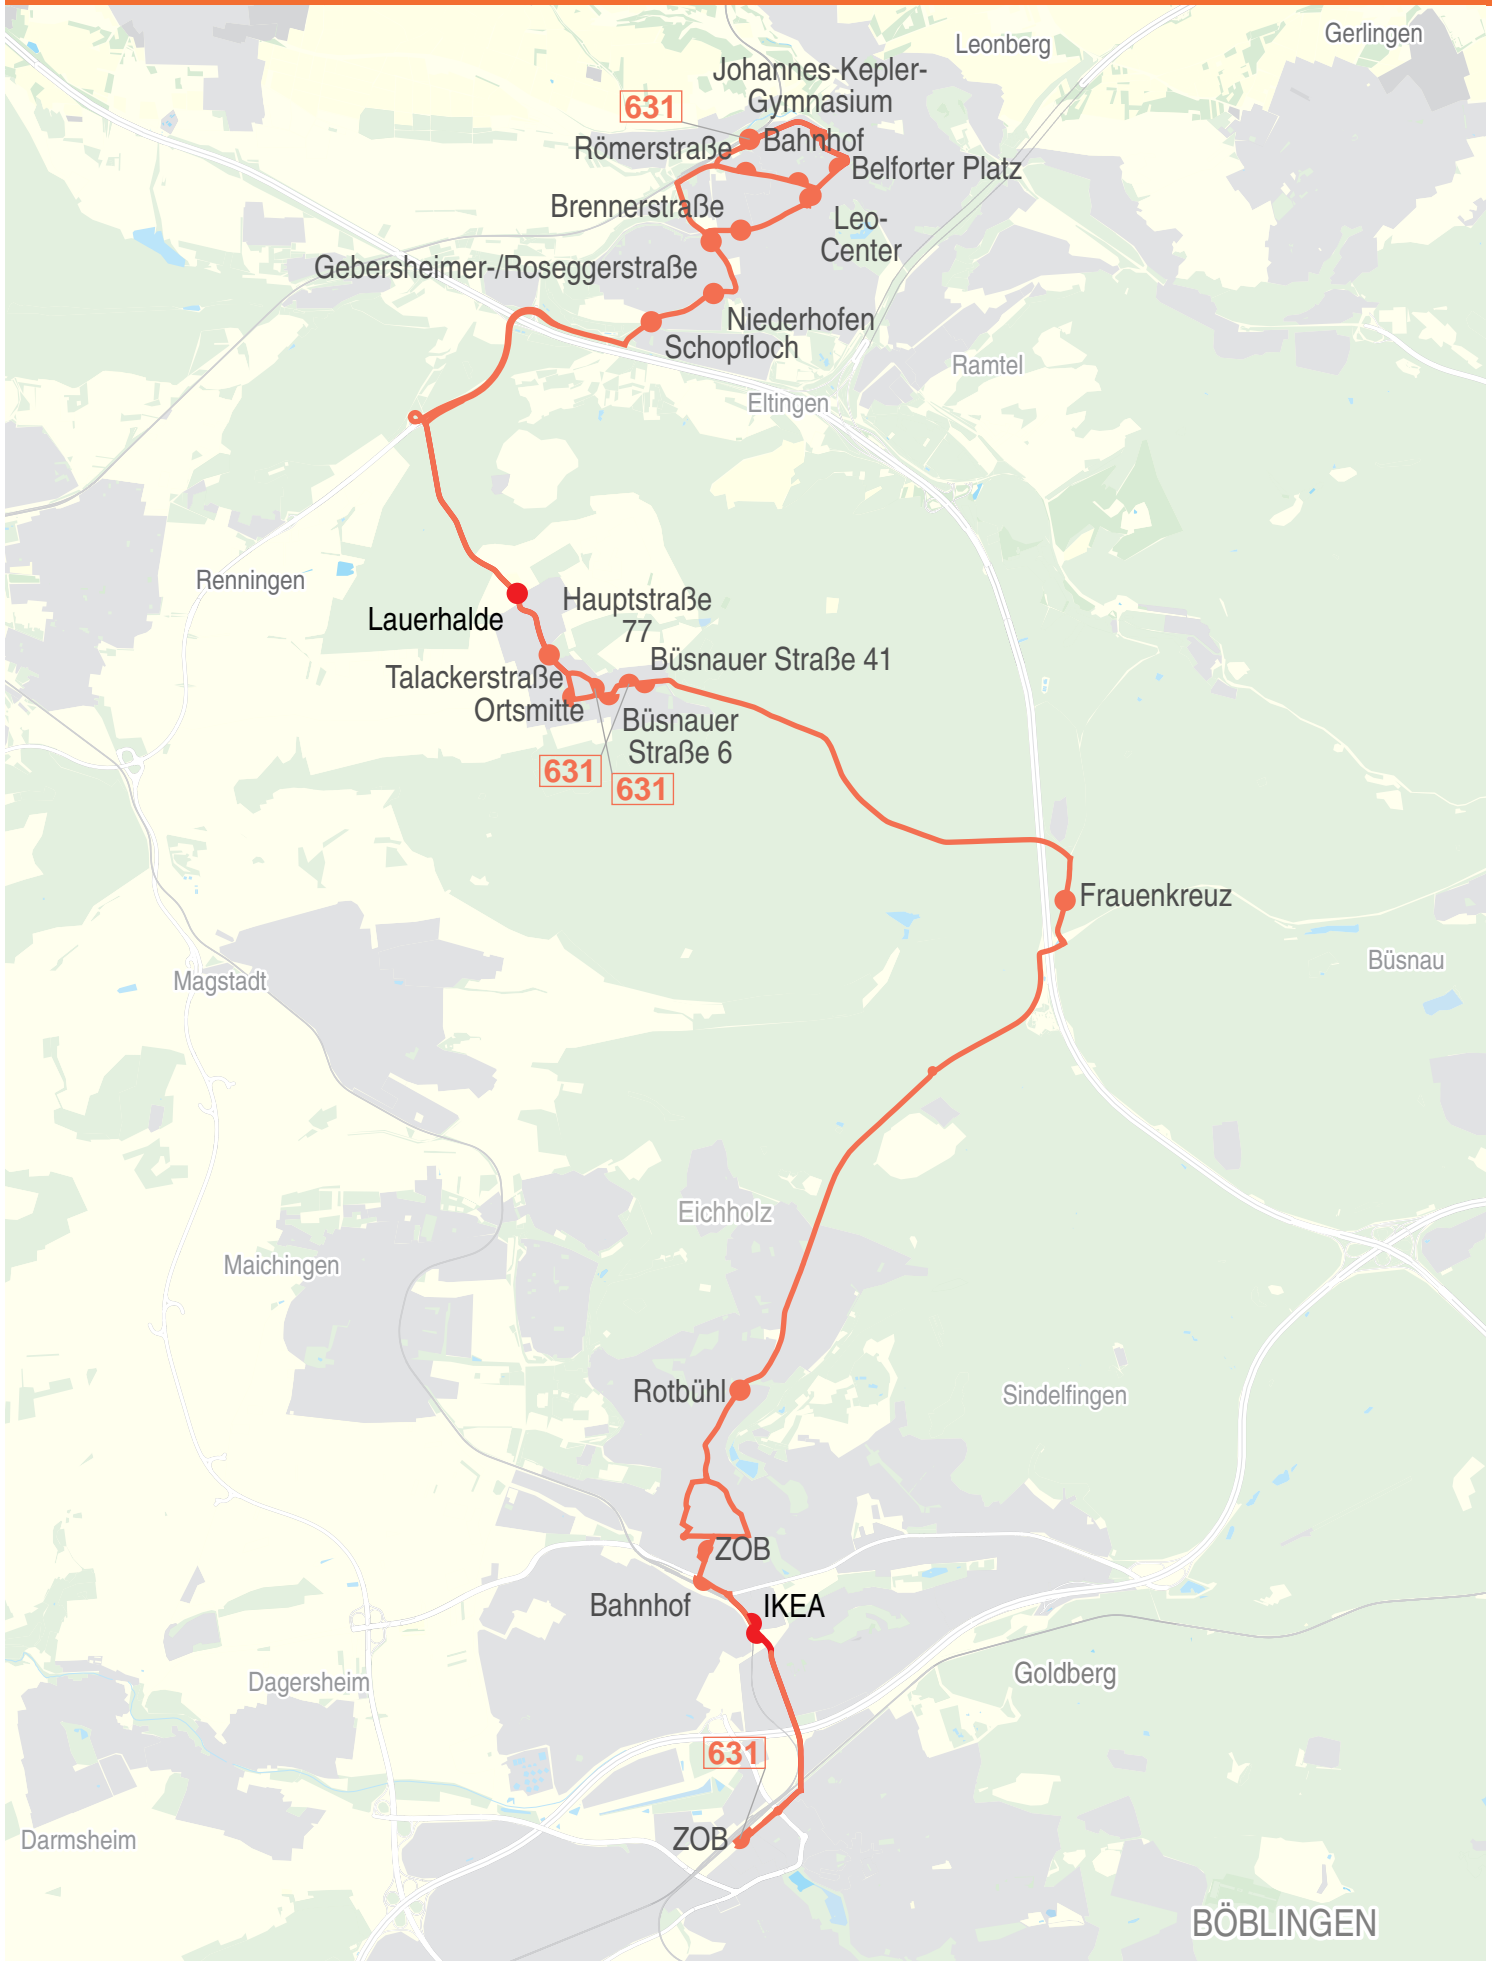 Gerlingen
Leonberg
Johannes-Kepler-
Gymnasium
631
Bahnhof
Römerstraße
Belforter Platz
Brennerstraße
Leo-
Center
Gebersheimer-/Roseggerstraße
Niederhofen
Schopfloch
Ramtel
Eltingen
Renningen
Hauptstraße
77
Lauerhalde
Büsnauer Straße 41
Talackerstraße
Ortsmitte
Büsnauer
Straße 6
631
631
Frauenkreuz
Büsnau
Magstadt
Eichholz
Maichingen
Rotbühl
Sindelfingen
ZOB
Bahnhof
IKEA
Goldberg
Dagersheim
631
ZOB
Darmsheim
BÖBLINGEN